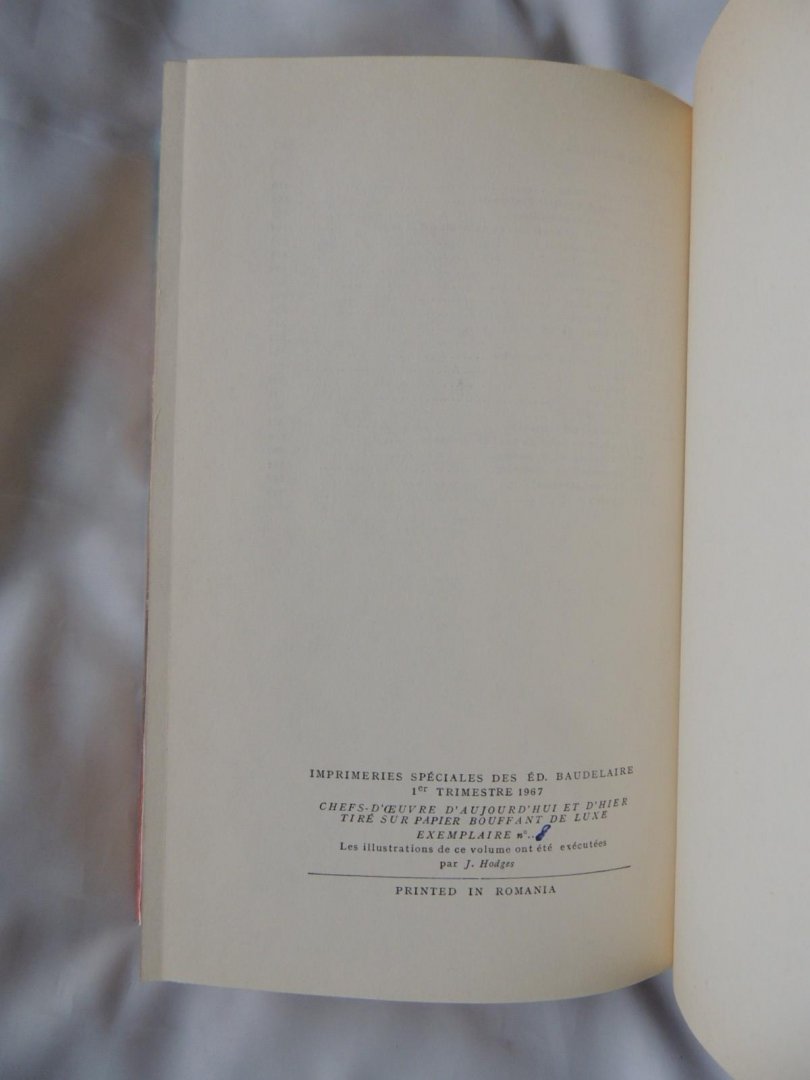 IMPRIMERIES SPÉCIALES DES ÉD. BAUDELAIRE
1er TRIMESTRE 1967
CHEFS-D'ŒUVRE D'AUJOURD'HUI ET D'HIER
TIRÉ SUR PAPIER BOUFFANT DE LUXE
EXEMPLAIRE n°..8
Les illustrations de ce volume ont été exécutées
par J. Hodges
PRINTED IN ROMANIA